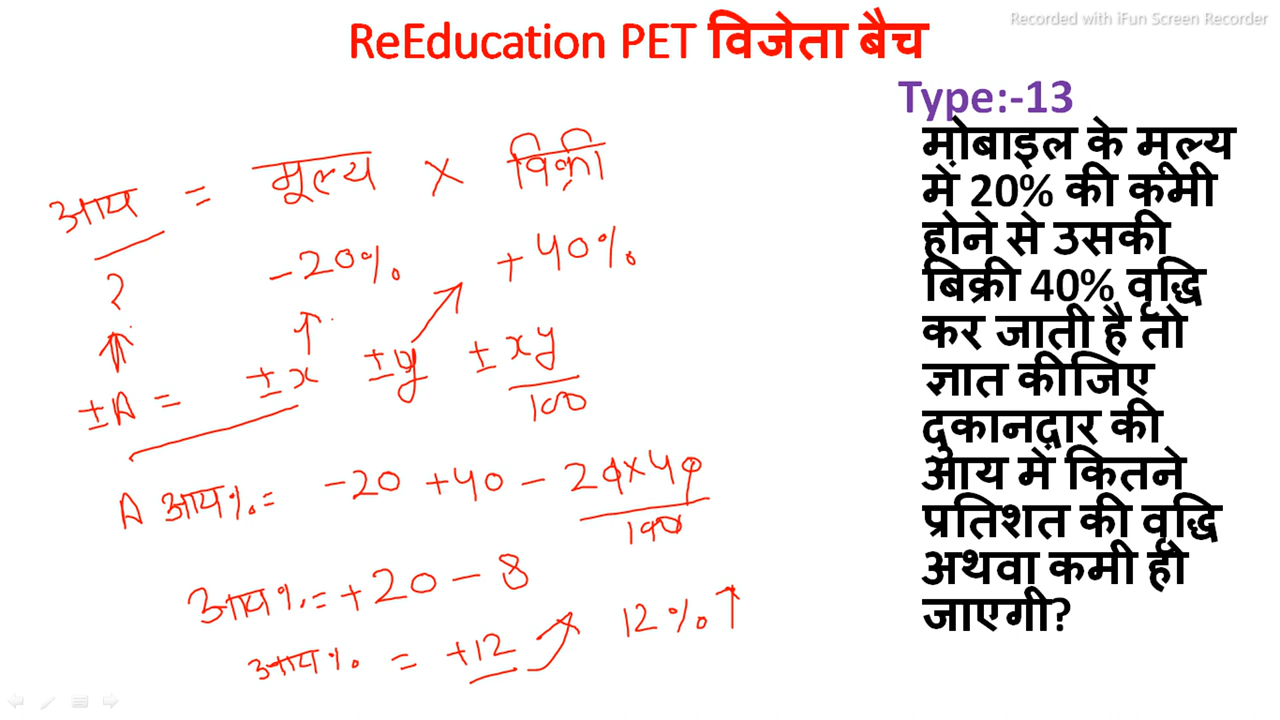 Recorded with iFun Screen Recorder
ReEducation PET विजेता बैच
Type:-13
मोबाइल के मूल्य
में 20% की कमी
होने से उसकी
बिक्री 40% वृद्धि
कर जाती है तो
ज्ञात कीजिए
दुकानदार की
आय में कितने
प्रतिशत की वृद्धि
अथवा कमी हो
जाएगी?
आय = मूल्य × बिक्री
? -20% +40%
±A = ±x ±y ±xy/100
A आय% = -20 +40 - 20×40/100
आय% = +20 - 8
आय% = +12 12% ↑